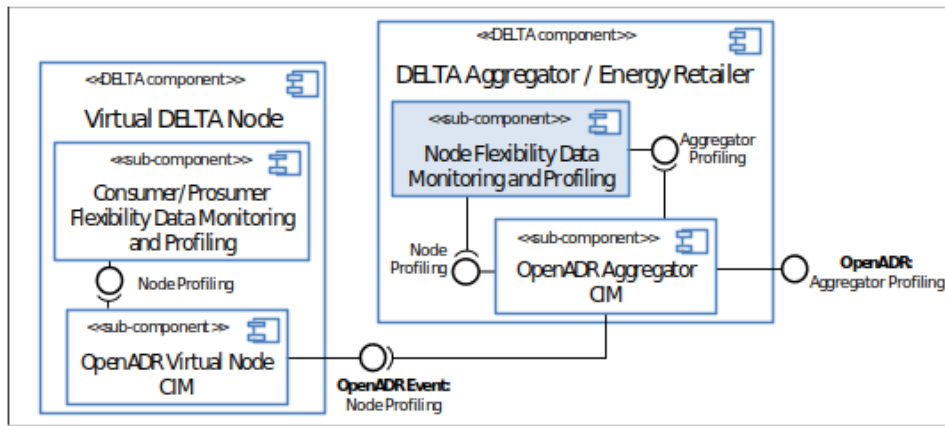 <<DELTA component>>
Virtual DELTA Node
<<sub-component>>
Consumer/Prosumer
Flexibility Data Monitoring
and Profiling
Node Profiling
<<sub-component>>
OpenADR Virtual Node
CIM
OpenADR Event:
Node Profiling
<<DELTA component>>
DELTA Aggregator / Energy Retailer
<<sub-component>>
Node Flexibility Data
Monitoring and Profiling
Aggregator
Profiling
Node
Profiling
<<sub-component>>
OpenADR Aggregator
CIM
OpenADR:
Aggregator Profiling